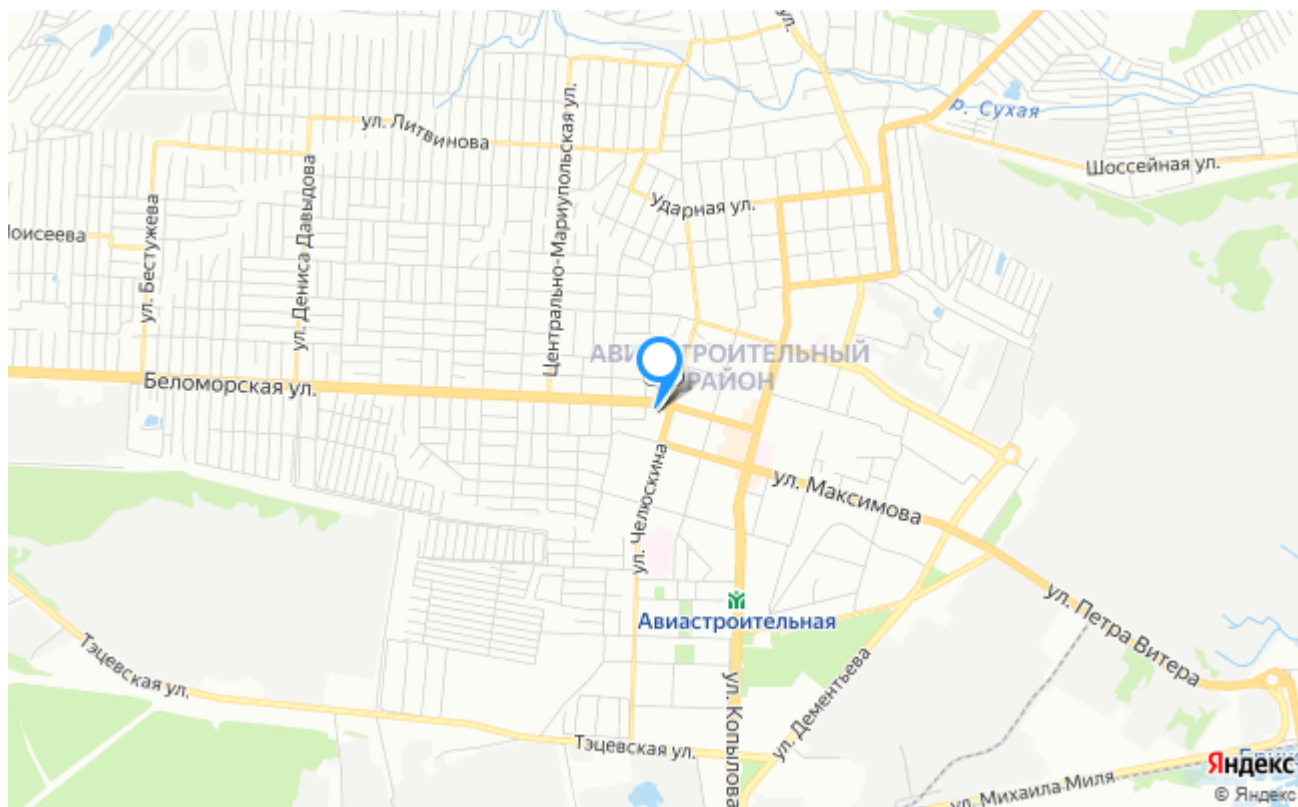 ул.
р. Сухая
ул. Литвинова
Центрально-Мариупольская ул.
Шоссейная ул.
ул. Дениса Давыдова
ул. Бестужева
Ударная ул.
Моисеева
АВИАСТРОИТЕЛЬНЫЙ
РАЙОН
Беломорская ул.
ул. Челюскина
ул. Максимова
ул. Петра Витера
Авиастроительная
Тэцевская ул.
ул. Копылова
ул. Дементьева
Тэцевская ул.
ул. Михаила Миля
Яндекс
© Яндекс